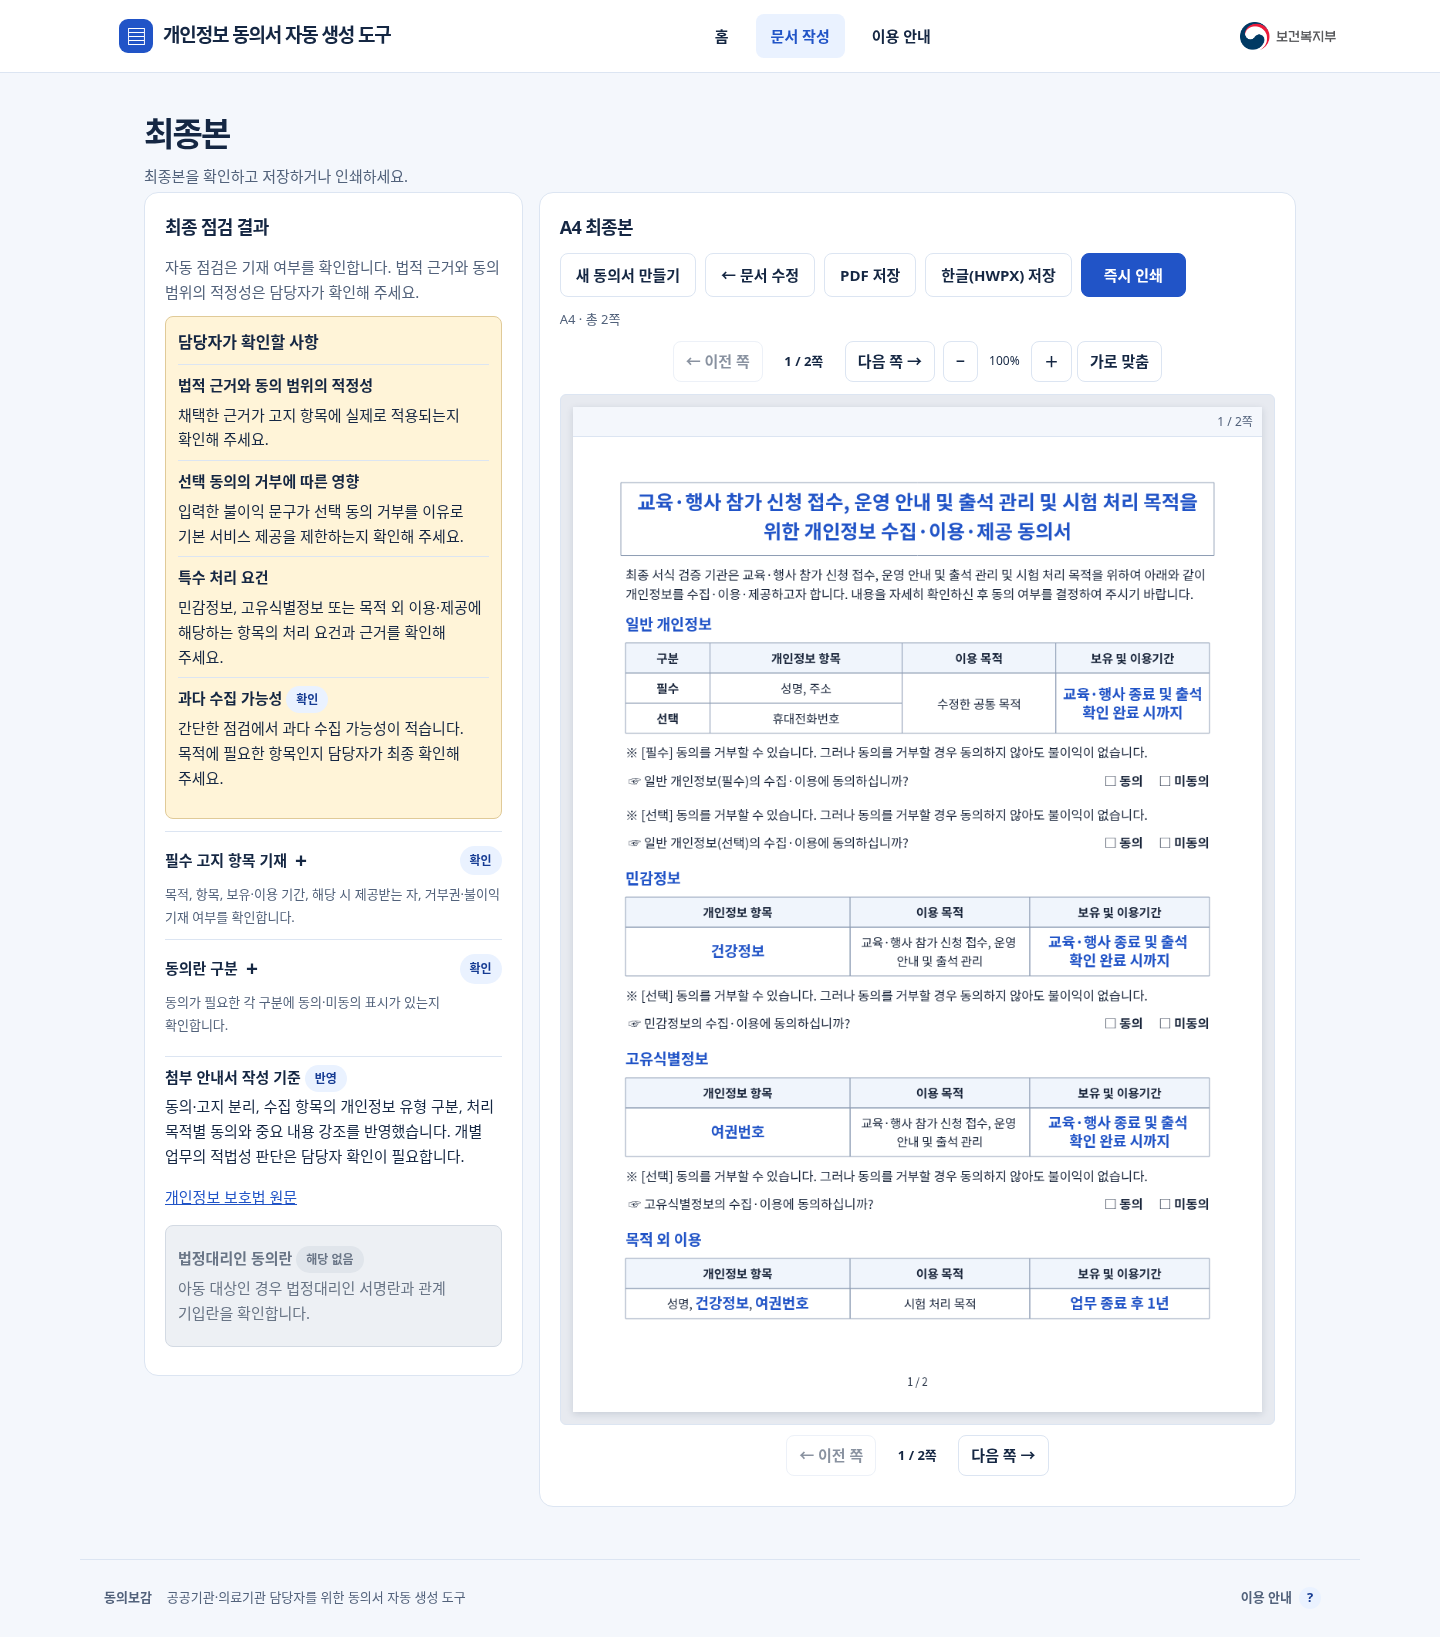 개인정보 동의서 자동 생성 도구
홈
문서 작성
이용 안내
보건복지부
최종본
최종본을 확인하고 저장하거나 인쇄하세요.
최종 점검 결과
자동 점검은 기재 여부를 확인합니다. 법적 근거와 동의
범위의 적정성은 담당자가 확인해 주세요.
담당자가 확인할 사항
법적 근거와 동의 범위의 적정성
채택한 근거가 고지 항목에 실제로 적용되는지
확인해 주세요.
선택 동의의 거부에 따른 영향
입력한 불이익 문구가 선택 동의 거부를 이유로
기본 서비스 제공을 제한하는지 확인해 주세요.
특수 처리 요건
민감정보, 고유식별정보 또는 목적 외 이용·제공에
해당하는 항목의 처리 요건과 근거를 확인해
주세요.
과다 수집 가능성 확인
간단한 점검에서 과다 수집 가능성이 적습니다.
목적에 필요한 항목인지 담당자가 최종 확인해
주세요.
필수 고지 항목 기재 + 확인
목적, 항목, 보유·이용 기간, 해당 시 제공받는 자, 거부권·불이익
기재 여부를 확인합니다.
동의란 구분 + 확인
동의가 필요한 각 구분에 동의·미동의 표시가 있는지
확인합니다.
첨부 안내서 작성 기준 반영
동의·고지 분리, 수집 항목의 개인정보 유형 구분, 처리
목적별 동의와 중요 내용 강조를 반영했습니다. 개별
업무의 적법성 판단은 담당자 확인이 필요합니다.
개인정보 보호법 원문
법정대리인 동의란 해당 없음
아동 대상인 경우 법정대리인 서명란과 관계
기입란을 확인합니다.
A4 최종본
새 동의서 만들기
← 문서 수정
PDF 저장
한글(HWPX) 저장
즉시 인쇄
A4 · 총 2쪽
← 이전 쪽
1 / 2쪽
다음 쪽 →
−
100%
+
가로 맞춤
1 / 2쪽
교육·행사 참가 신청 접수, 운영 안내 및 출석 관리 및 시험 처리 목적을
위한 개인정보 수집·이용·제공 동의서
최종 서식 검증 기관은 교육·행사 참가 신청 접수, 운영 안내 및 출석 관리 및 시험 처리 목적을 위하여 아래와 같이
개인정보를 수집·이용·제공하고자 합니다. 내용을 자세히 확인하신 후 동의 여부를 결정하여 주시기 바랍니다.
일반 개인정보
구분 개인정보 항목 이용 목적 보유 및 이용기간
필수 성명, 주소
수정한 공통 목적
교육·행사 종료 및 출석
확인 완료 시까지
선택 휴대전화번호
※ [필수] 동의를 거부할 수 있습니다. 그러나 동의를 거부할 경우 동의하지 않아도 불이익이 없습니다.
☞ 일반 개인정보(필수)의 수집·이용에 동의하십니까? □ 동의 □ 미동의
※ [선택] 동의를 거부할 수 있습니다. 그러나 동의를 거부할 경우 동의하지 않아도 불이익이 없습니다.
☞ 일반 개인정보(선택)의 수집·이용에 동의하십니까? □ 동의 □ 미동의
민감정보
개인정보 항목 이용 목적 보유 및 이용기간
건강정보
교육·행사 참가 신청 접수, 운영
안내 및 출석 관리
교육·행사 종료 및 출석
확인 완료 시까지
※ [선택] 동의를 거부할 수 있습니다. 그러나 동의를 거부할 경우 동의하지 않아도 불이익이 없습니다.
☞ 민감정보의 수집·이용에 동의하십니까? □ 동의 □ 미동의
고유식별정보
개인정보 항목 이용 목적 보유 및 이용기간
여권번호
교육·행사 참가 신청 접수, 운영
안내 및 출석 관리
교육·행사 종료 및 출석
확인 완료 시까지
※ [선택] 동의를 거부할 수 있습니다. 그러나 동의를 거부할 경우 동의하지 않아도 불이익이 없습니다.
☞ 고유식별정보의 수집·이용에 동의하십니까? □ 동의 □ 미동의
목적 외 이용
개인정보 항목 이용 목적 보유 및 이용기간
성명, 건강정보, 여권번호 시험 처리 목적 업무 종료 후 1년
1 / 2
← 이전 쪽
1 / 2쪽
다음 쪽 →
동의보감 공공기관·의료기관 담당자를 위한 동의서 자동 생성 도구
이용 안내 ?